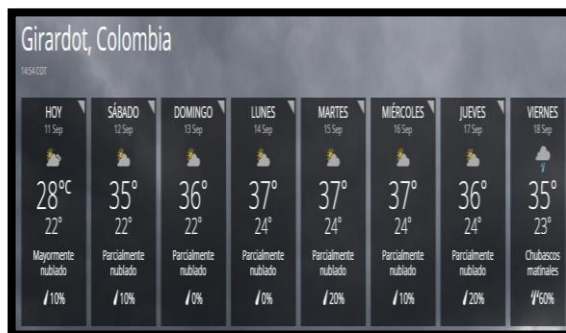 Girardot, Colombia
14:54 COT
HOY SÁBADO DOMINGO LUNES MARTES MIÉRCOLES JUEVES VIERNES
11 Sep 12 Sep 13 Sep 14 Sep 15 Sep 16 Sep 17 Sep 18 Sep
28°C 35° 36° 37° 37° 37° 36° 35°
22° 22° 22° 24° 24° 24° 24° 23°
Mayormente Parcialmente Parcialmente Parcialmente Parcialmente Parcialmente Parcialmente Chubascos
nublado nublado nublado nublado nublado nublado nublado matinales
10% 10% 0% 0% 20% 10% 20% 60%